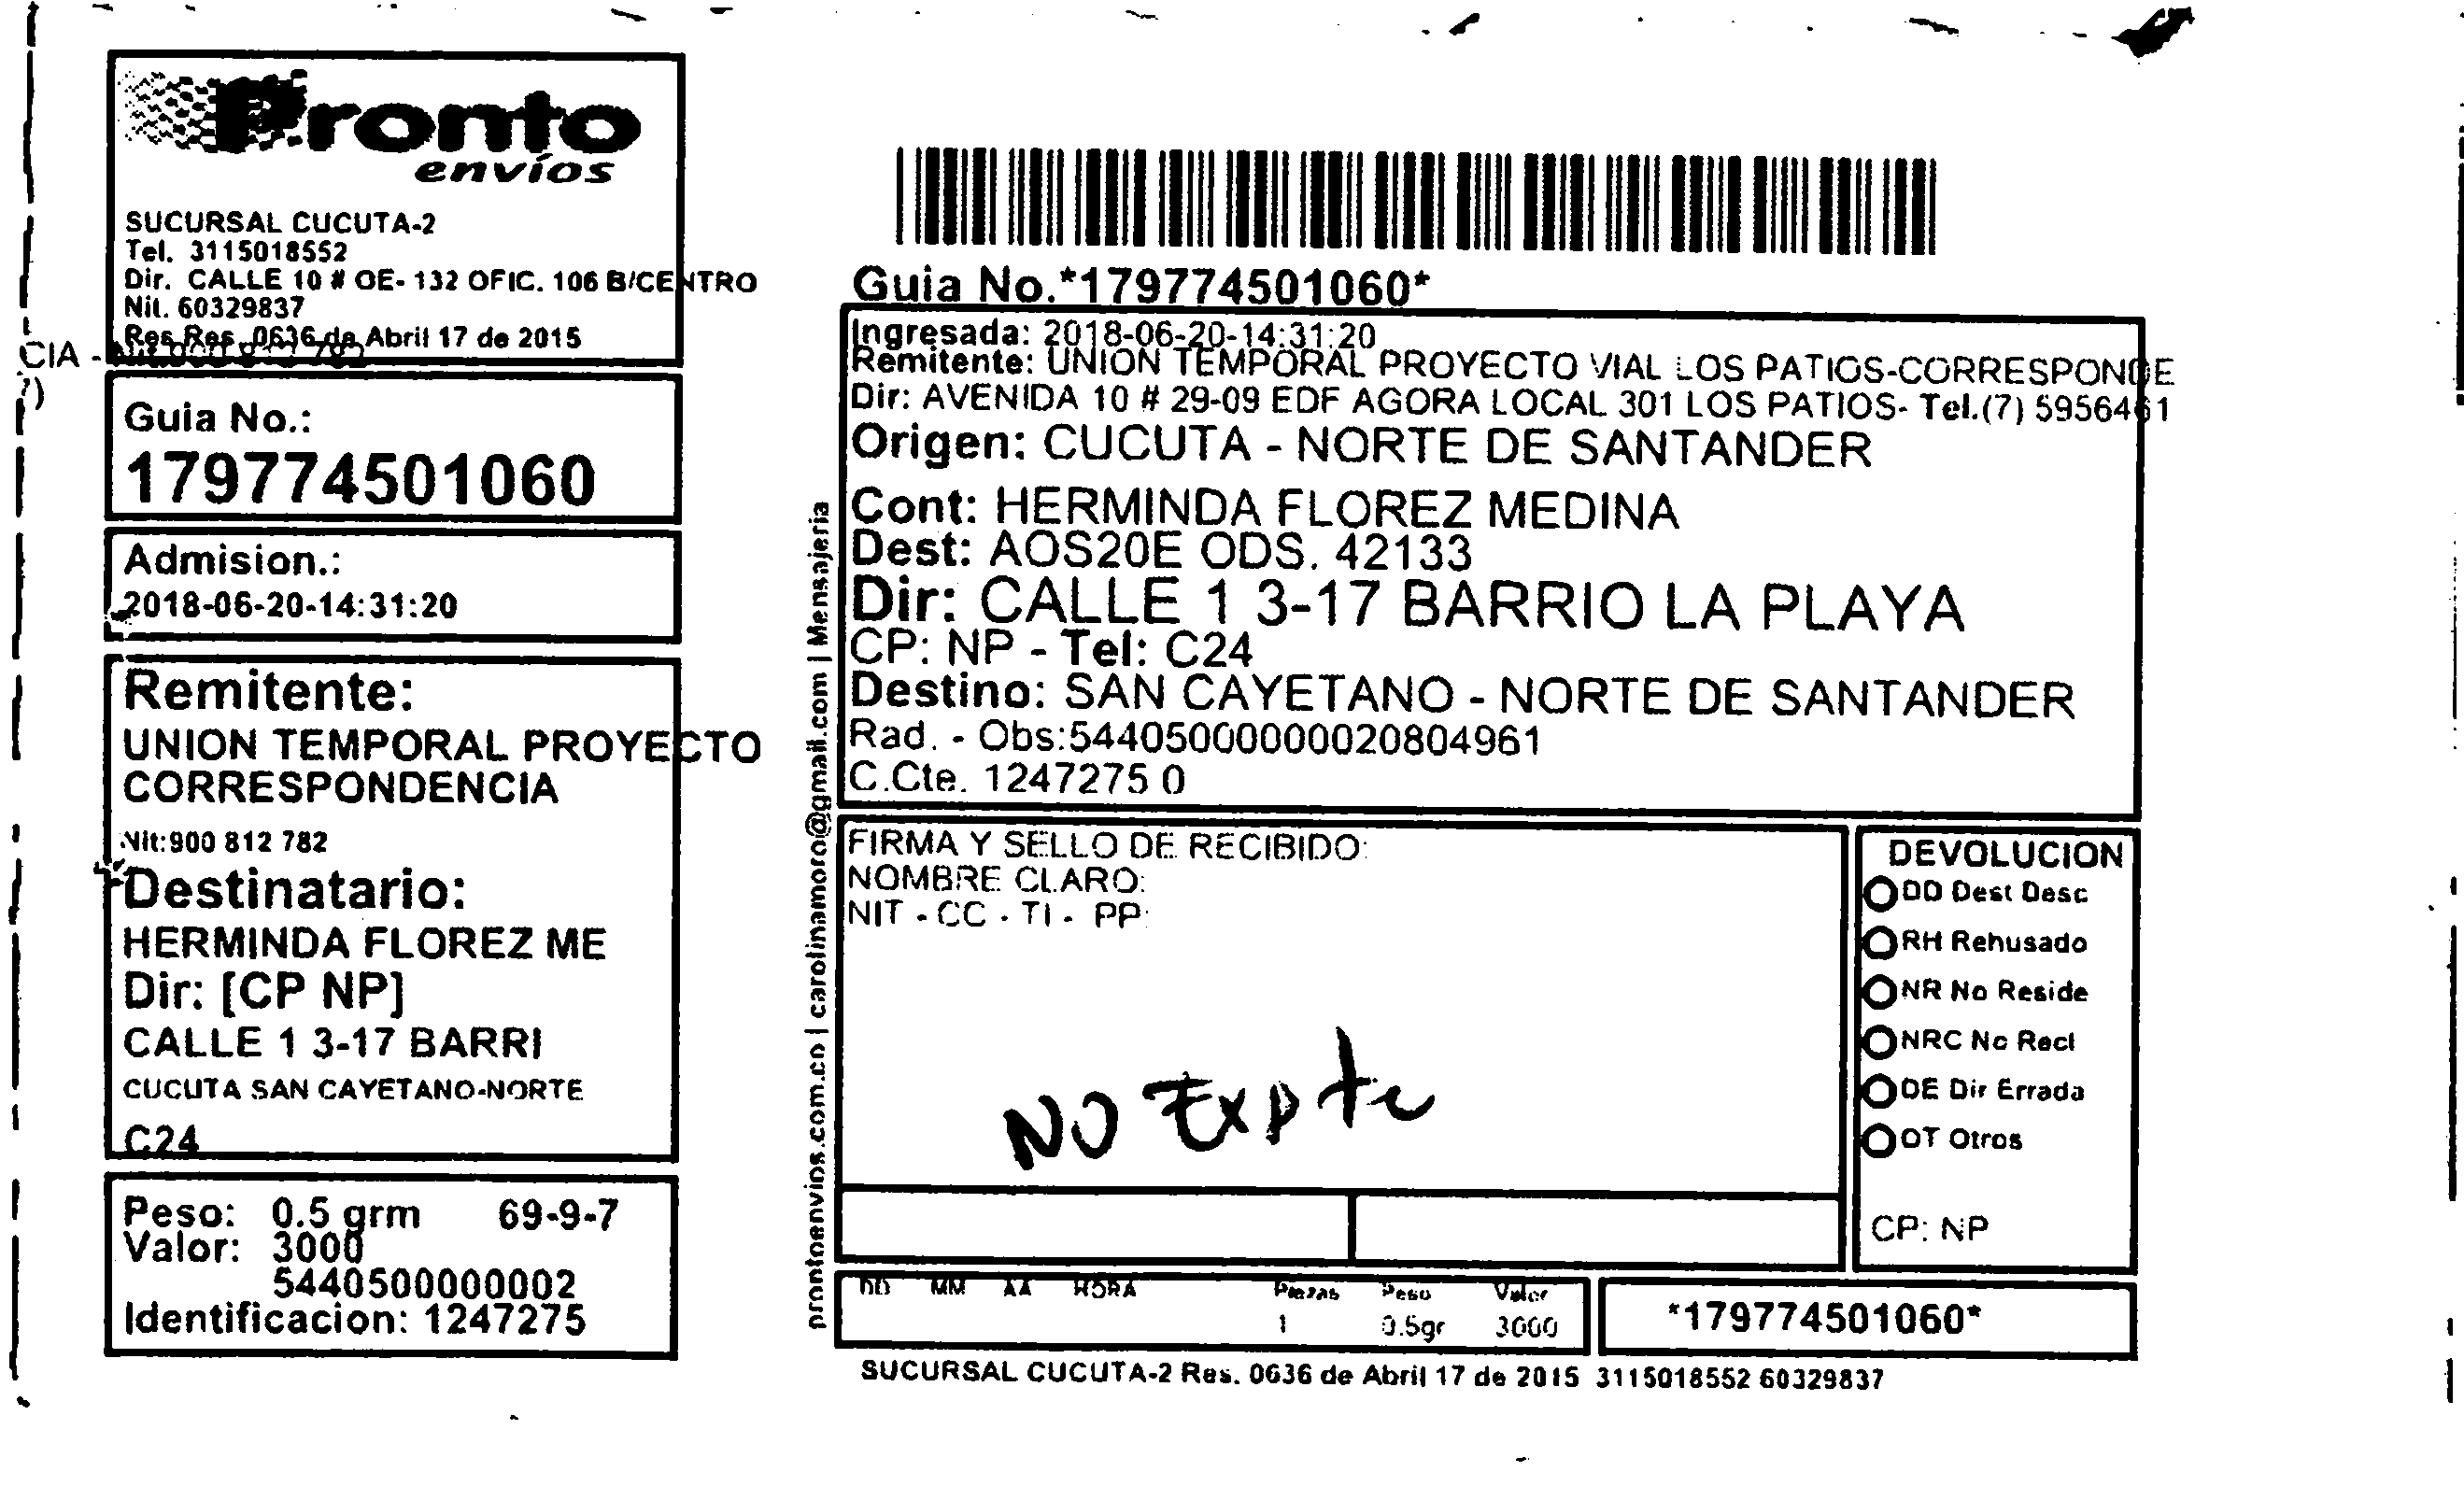 Pronto
envíos
SUCURSAL CUCUTA-2
Tel. 3115018552
Dir. CALLE 10 # OE- 132 OFIC. 106 B/CENTRO
Nit. 60329837
Res Res 0636 de Abril 17 de 2015
CIA -
7)
Guia No.:
179774501060
Admision.:
2018-06-20-14:31:20
Remitente:
UNION TEMPORAL PROYECTO
CORRESPONDENCIA
Nit:900 812 782
Destinatario:
HERMINDA FLOREZ ME
Dir: [CP NP]
CALLE 1 3-17 BARRI
CUCUTA SAN CAYETANO-NORTE
C24
Peso: 0.5 grm 69-9-7
Valor: 3000
5440500000002
Identificacion: 1247275
prontoenvios.com.co | carolinamoro@gmail.com | Mensajeria
Guia No.*179774501060*
Ingresada: 2018-06-20-14:31:20
Remitente: UNION TEMPORAL PROYECTO VIAL LOS PATIOS-CORRESPONDE
Dir: AVENIDA 10 # 29-09 EDF AGORA LOCAL 301 LOS PATIOS- Tel.(7) 5956461
Origen: CUCUTA - NORTE DE SANTANDER
Cont: HERMINDA FLOREZ MEDINA
Dest: AOS20E ODS. 42133
Dir: CALLE 1 3-17 BARRIO LA PLAYA
CP: NP - Tel: C24
Destino: SAN CAYETANO - NORTE DE SANTANDER
Rad. - Obs:544050000000020804961
C.Cte. 1247275 0
FIRMA Y SELLO DE RECIBIDO:
NOMBRE CLARO:
NIT - CC - TI - PP:
NO
DEVOLUCION
DD Dest Desc
RH Rehusado
NR No Reside
NRC No Recl
DE Dir Errada
OT Otros
CP: NP
DD MM AA HORA Piezas Peso Valor
1 0.5gr 3000
*179774501060*
SUCURSAL CUCUTA-2 Res. 0636 de Abril 17 de 2015 3115018552 60329837